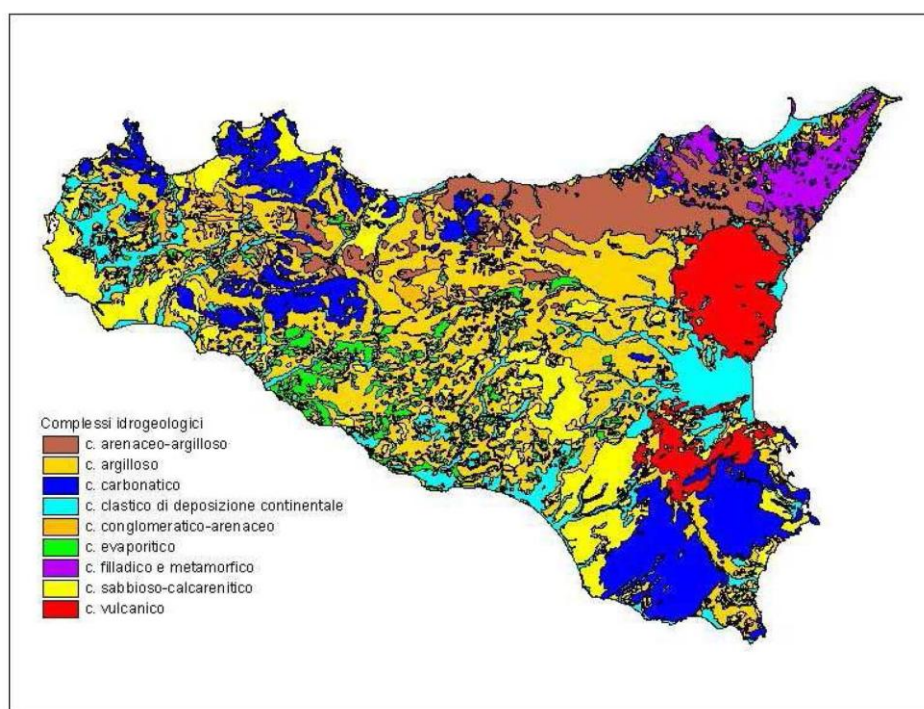 Complessi idrogeologici
c. arenaceo-argilloso
c. argilloso
c. carbonatico
c. clastico di deposizione continentale
c. conglomeratico-arenaceo
c. evaporitico
c. filladico e metamorfico
c. sabbioso-calcarenitico
c. vulcanico